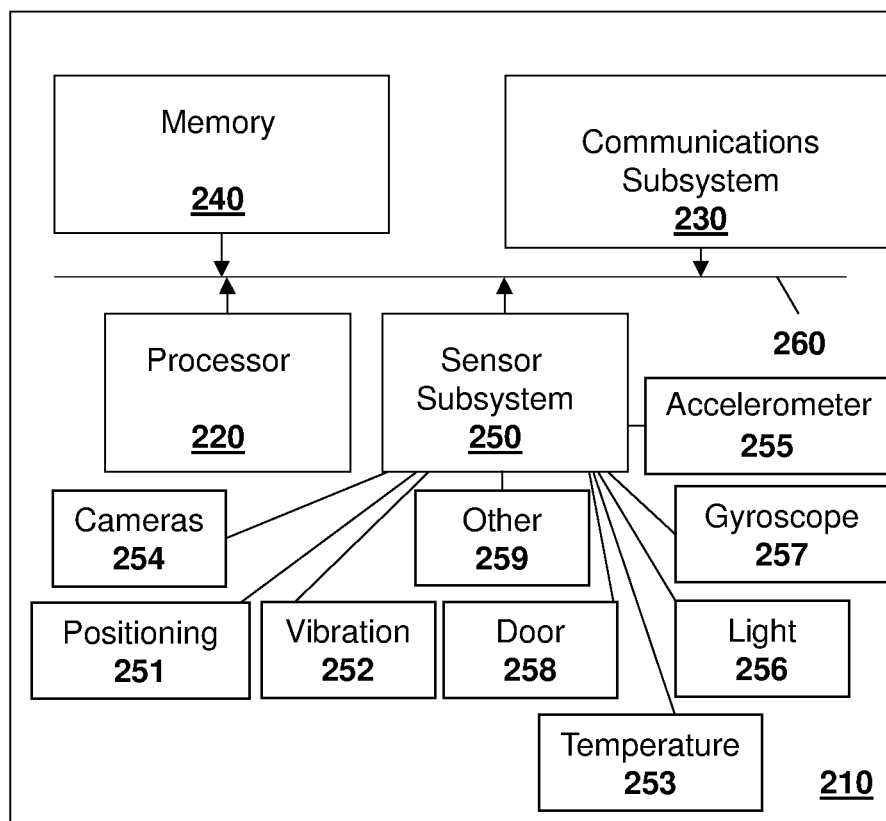 Memory
240
Communications
Subsystem
230
260
Processor
220
Sensor
Subsystem
250
Accelerometer
255
Cameras
254
Other
259
Gyroscope
257
Positioning
251
Vibration
252
Door
258
Light
256
Temperature
253
210